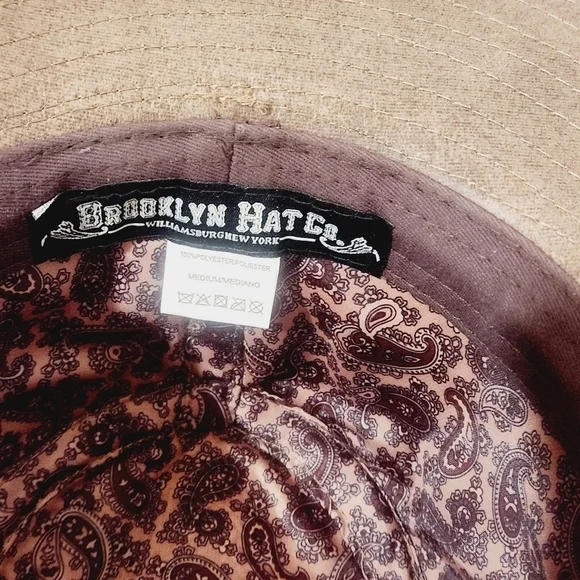 BROOKLYN HAT CO.
WILLIAMSBURG NEW YORK
100%POLYESTER/POLIESTER
MEDIUM/MEDIANO